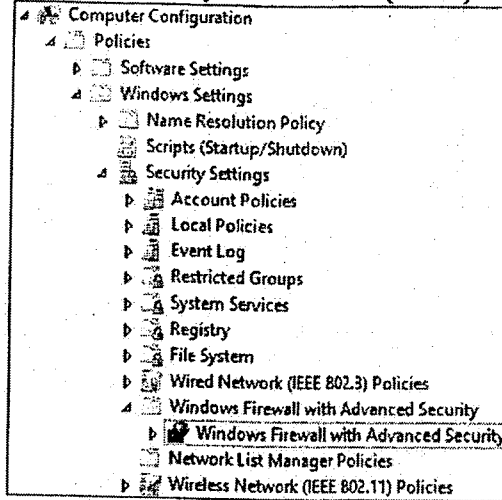 Computer Configuration
Policies
Software Settings
Windows Settings
Name Resolution Policy
Scripts (Startup/Shutdown)
Security Settings
Account Policies
Local Policies
Event Log
Restricted Groups
System Services
Registry
File System
Wired Network (IEEE 802.3) Policies
Windows Firewall with Advanced Security
Windows Firewall with Advanced Security
Network List Manager Policies
Wireless Network (IEEE 802.11) Policies